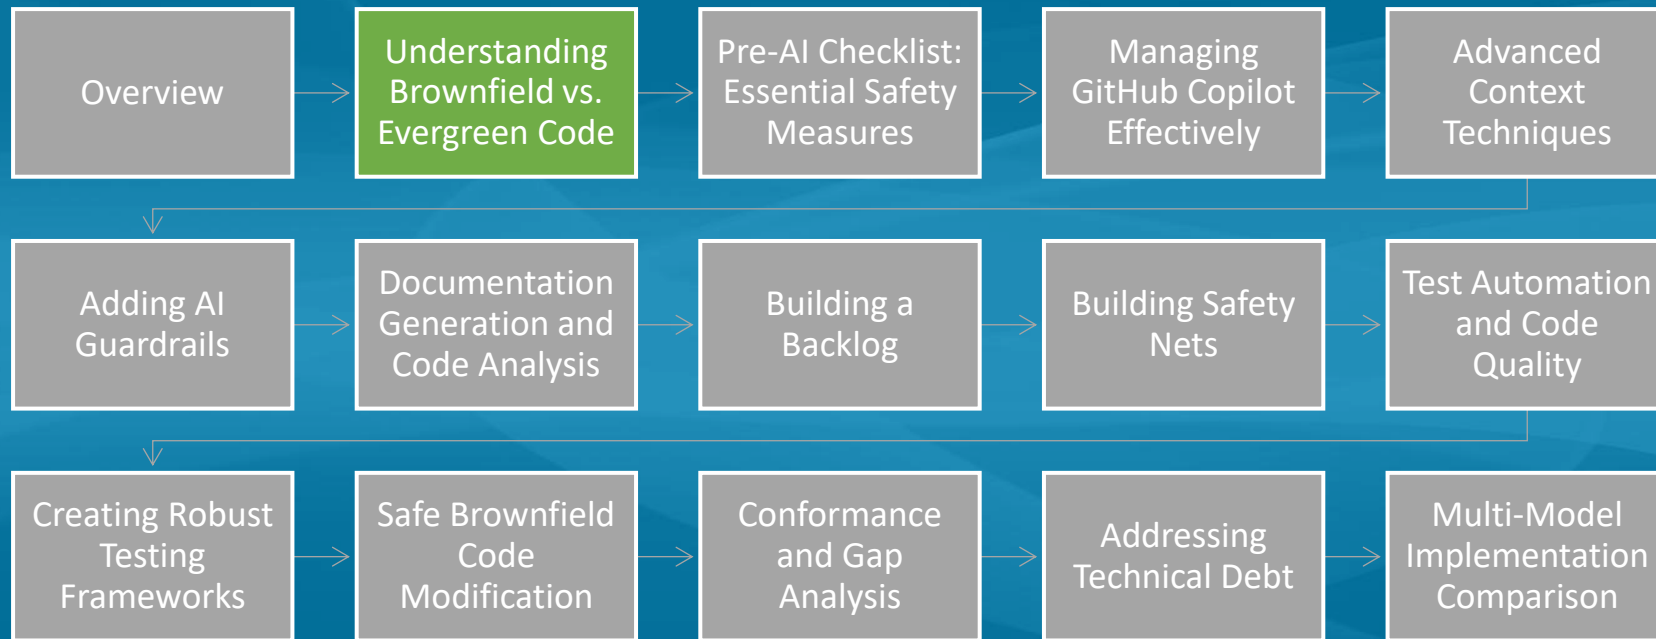 Overview
Understanding
Brownfield vs.
Evergreen Code
Pre-AI Checklist:
Essential Safety
Measures
Managing
GitHub Copilot
Effectively
Advanced
Context
Techniques
Adding AI
Guardrails
Documentation
Generation and
Code Analysis
Building a
Backlog
Building Safety
Nets
Test Automation
and Code
Quality
Creating Robust
Testing
Frameworks
Safe Brownfield
Code
Modification
Conformance
and Gap
Analysis
Addressing
Technical Debt
Multi-Model
Implementation
Comparison